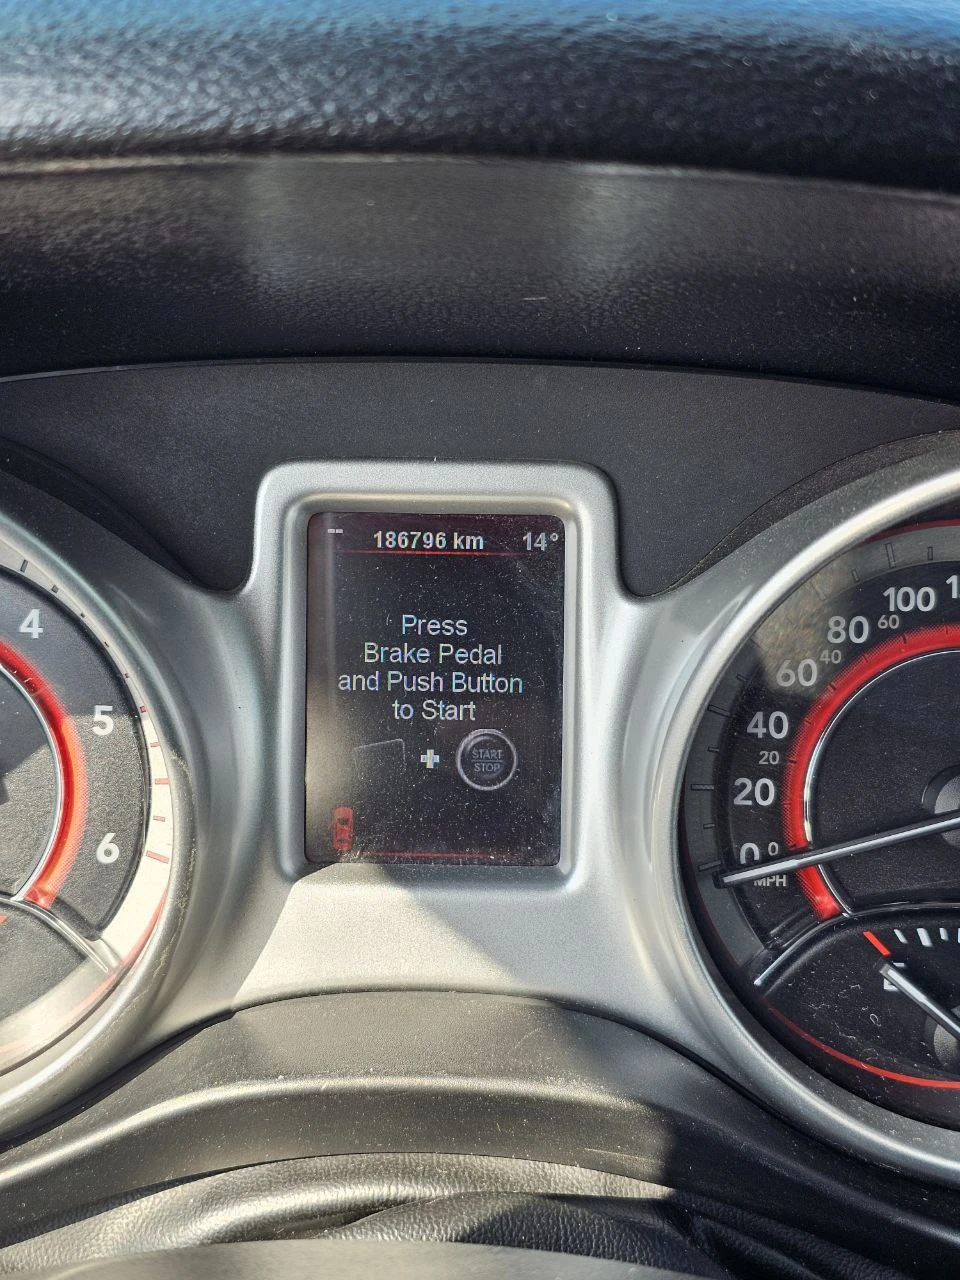 -- 186796 km 14°
Press
Brake Pedal
and Push Button
to Start
START
STOP
4
5
6
100
80 60
60 40
40
20
20
0 0
MPH